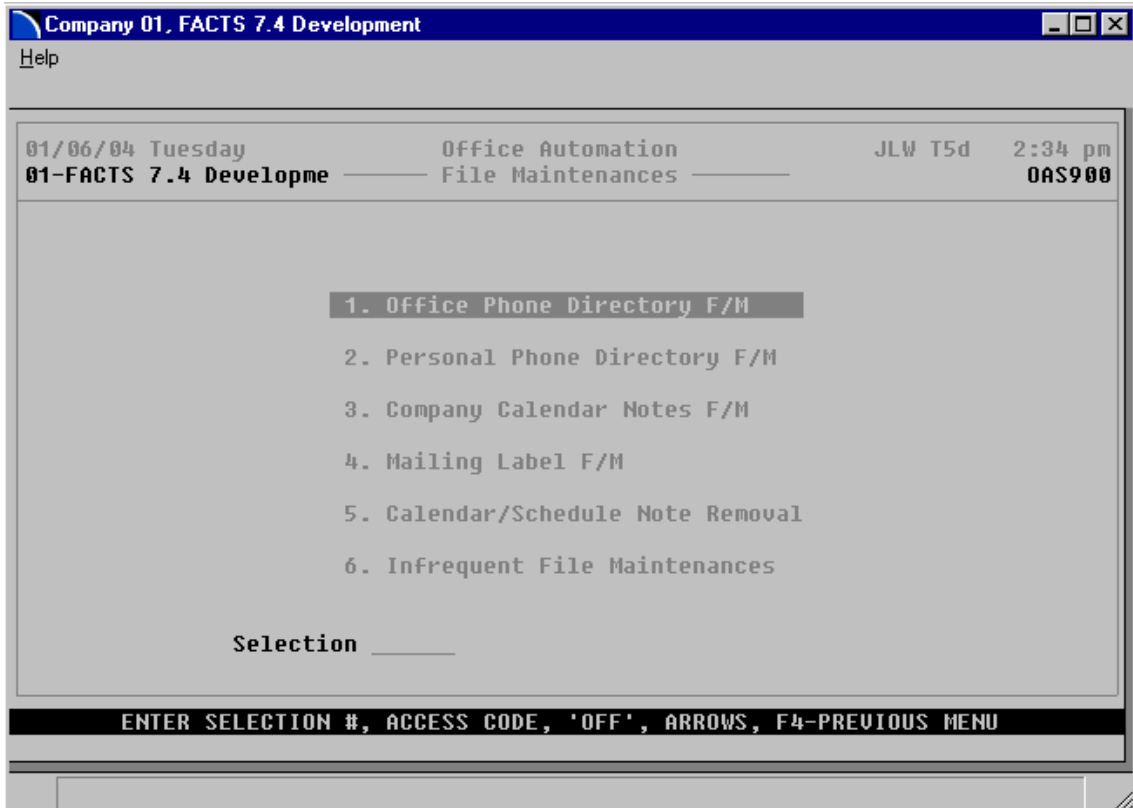 Company 01, FACTS 7.4 Development
Help
01/06/04 Tuesday Office Automation JLW T5d 2:34 pm
01-FACTS 7.4 Developme File Maintenances OAS900
1. Office Phone Directory F/M
2. Personal Phone Directory F/M
3. Company Calendar Notes F/M
4. Mailing Label F/M
5. Calendar/Schedule Note Removal
6. Infrequent File Maintenances
Selection ______
ENTER SELECTION #, ACCESS CODE, 'OFF', ARROWS, F4-PREVIOUS MENU